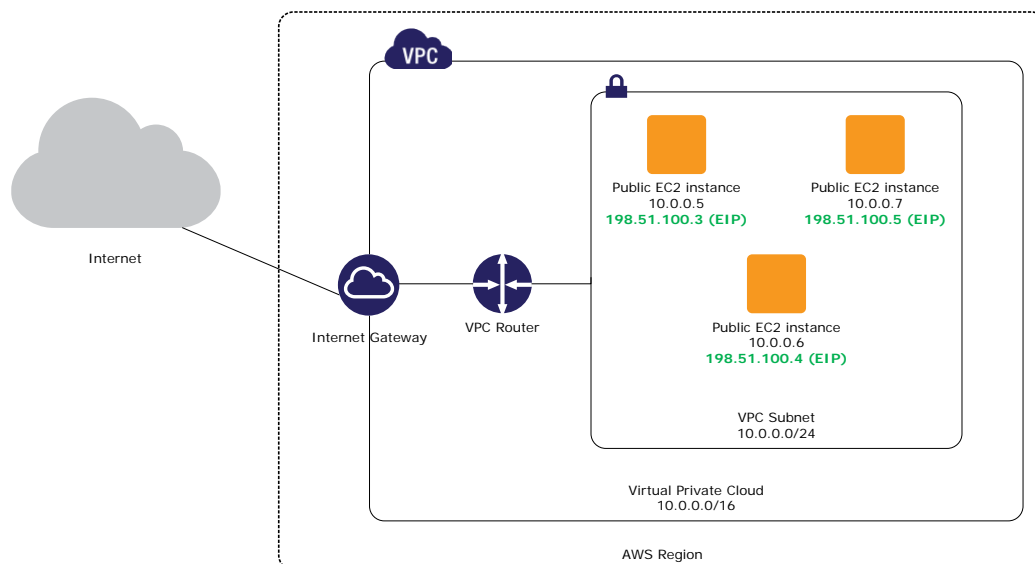 VPC
Public EC2 instance
10.0.0.5
198.51.100.3 (EIP)
Public EC2 instance
10.0.0.7
198.51.100.5 (EIP)
Internet
Public EC2 instance
10.0.0.6
198.51.100.4 (EIP)
Internet Gateway
VPC Router
VPC Subnet
10.0.0.0/24
Virtual Private Cloud
10.0.0.0/16
AWS Region